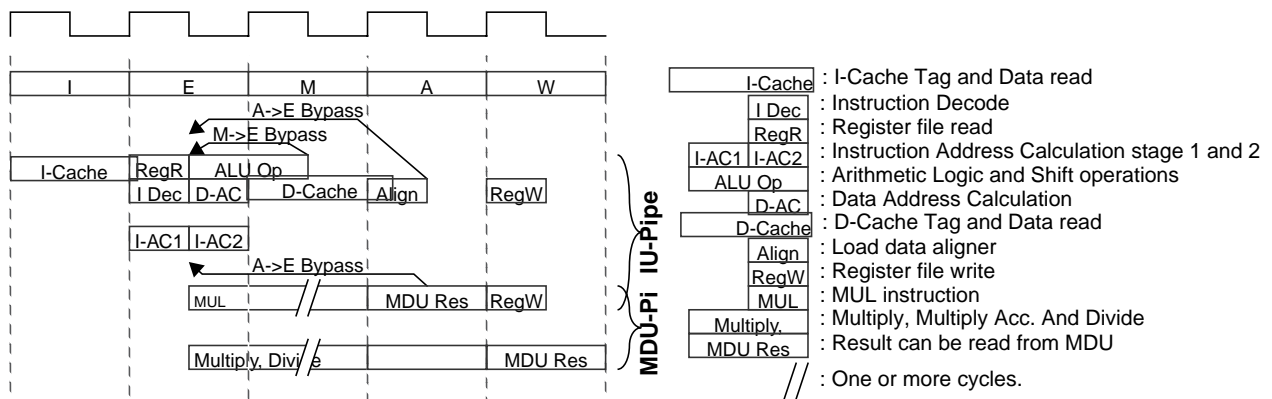 I E M A W
A->E Bypass
M->E Bypass
I-Cache RegR ALU Op
I Dec D-AC D-Cache Align RegW
I-AC1 I-AC2
A->E Bypass
MUL MDU Res RegW
Multiply, Divide MDU Res
IU-Pipe
MDU-Pi
I-Cache : I-Cache Tag and Data read
I Dec : Instruction Decode
RegR : Register file read
I-AC1 I-AC2 : Instruction Address Calculation stage 1 and 2
ALU Op : Arithmetic Logic and Shift operations
D-AC : Data Address Calculation
D-Cache : D-Cache Tag and Data read
Align : Load data aligner
RegW : Register file write
MUL : MUL instruction
Multiply, : Multiply, Multiply Acc. And Divide
MDU Res : Result can be read from MDU
: One or more cycles.